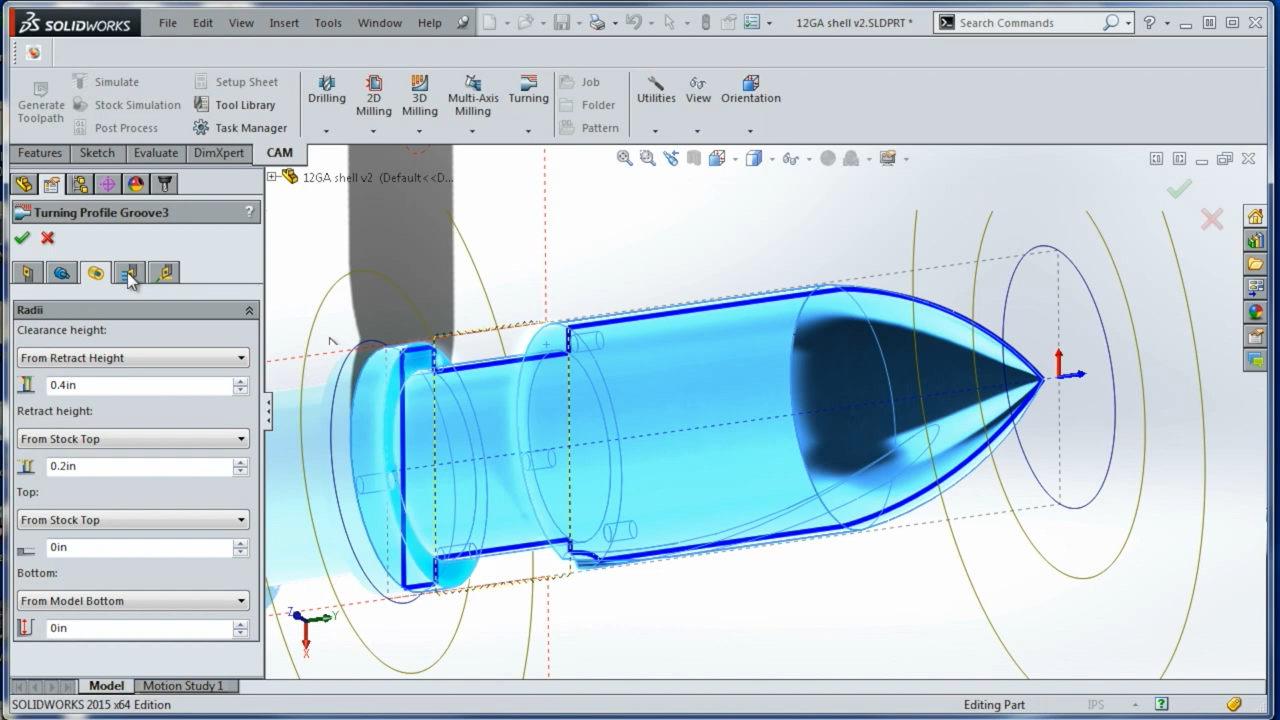 SOLIDWORKS File Edit View Insert Tools Window Help 12GA shell v2.SLDPRT * Search Commands ?
Generate Toolpath
Simulate
Stock Simulation
Post Process
Setup Sheet
Tool Library
Task Manager
Drilling
2D Milling
3D Milling
Multi-Axis Milling
Turning
Job
Folder
Pattern
Utilities
View
Orientation
Features Sketch Evaluate DimXpert CAM
12GA shell v2 (Default<<D...
Turning Profile Groove3 ?
Radii
Clearance height:
From Retract Height
0.4in
Retract height:
From Stock Top
0.2in
Top:
From Stock Top
0in
Bottom:
From Model Bottom
0in
Z
Y
X
Model Motion Study 1
SOLIDWORKS 2015 x64 Edition Editing Part IPS ?